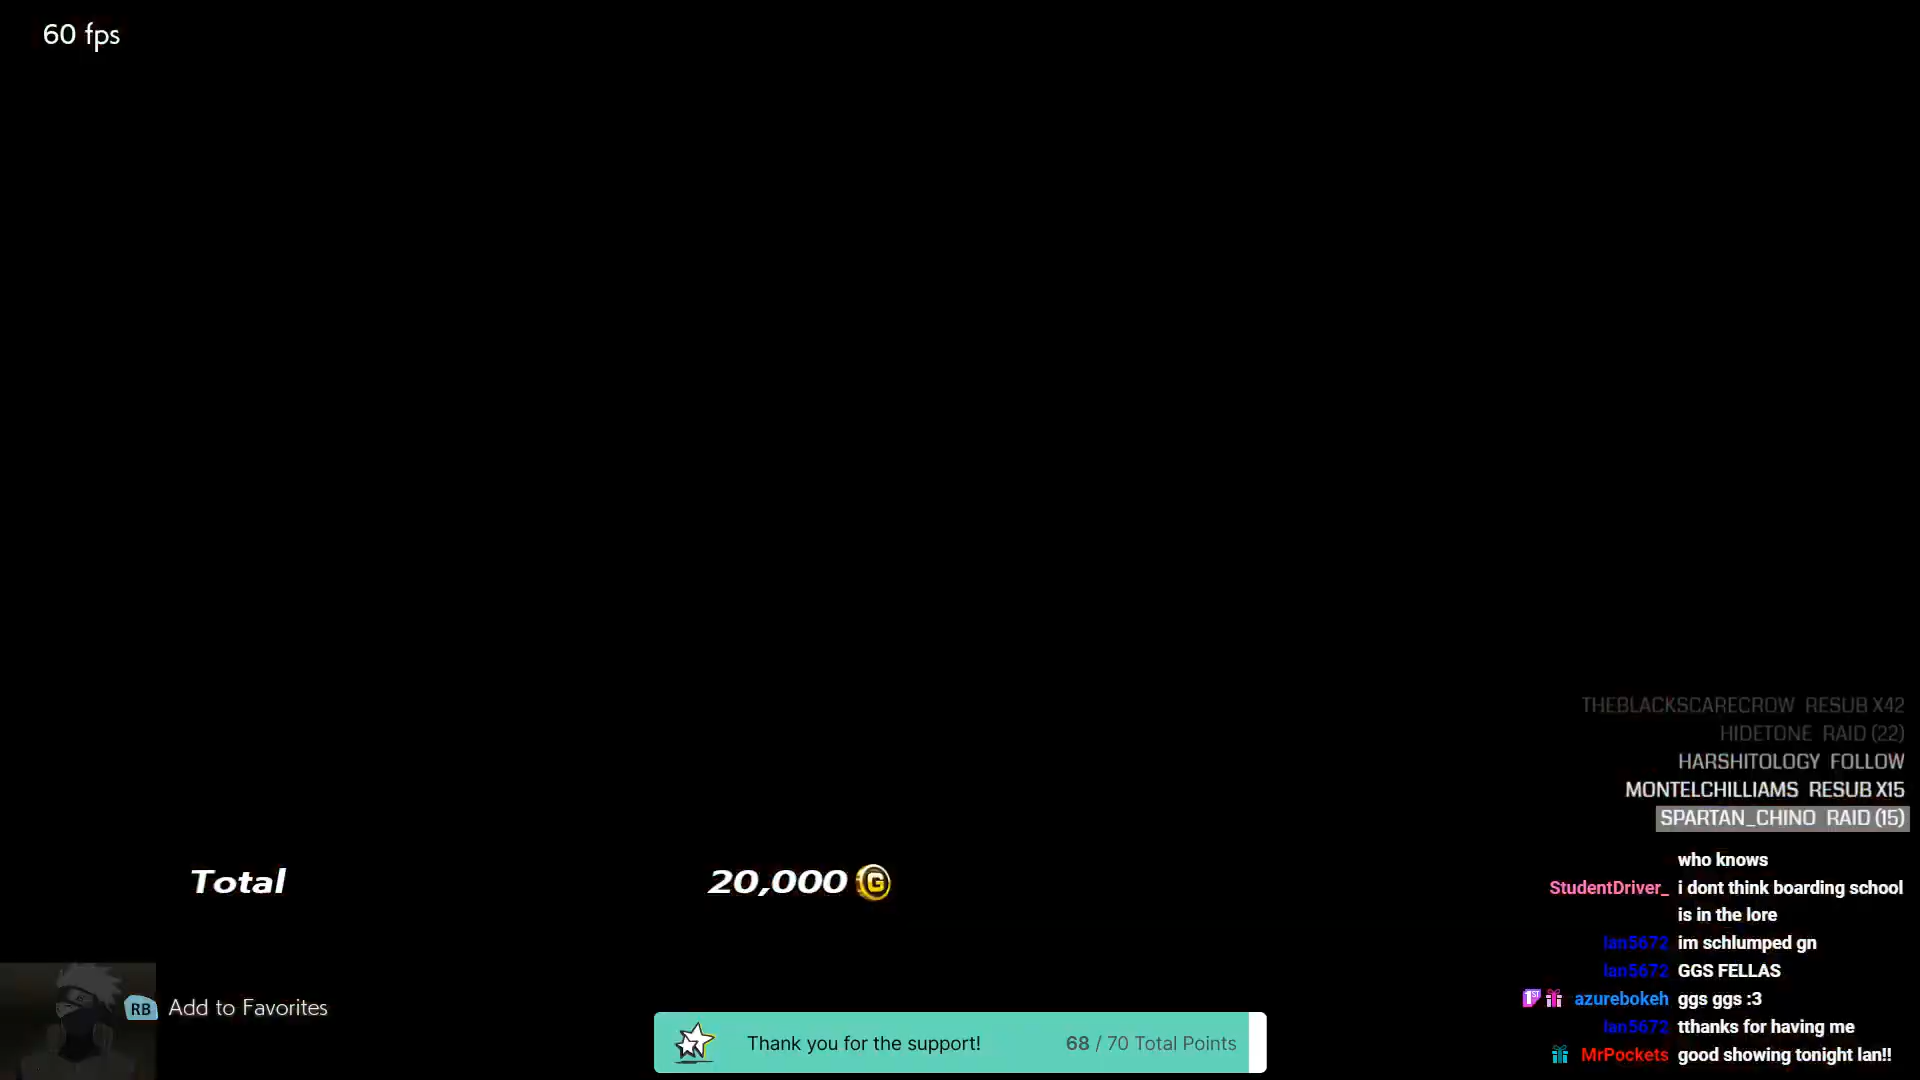 60 fps
THEBLACKSCARECROW RESUB X42
HIDETONE RAID (22)
HARSHITOLOGY FOLLOW
MONTELCHILLIAMS RESUB X15
SPARTAN_CHINO RAID (15)
who knows
StudentDriver_ i dont think boarding school
is in the lore
lan5672 im schlumped gn
lan5672 GGS FELLAS
1ST azurebokeh ggs ggs :3
lan5672 tthanks for having me
MrPockets good showing tonight lan!!
Total 20,000 G
RB Add to Favorites
Thank you for the support! 68 / 70 Total Points